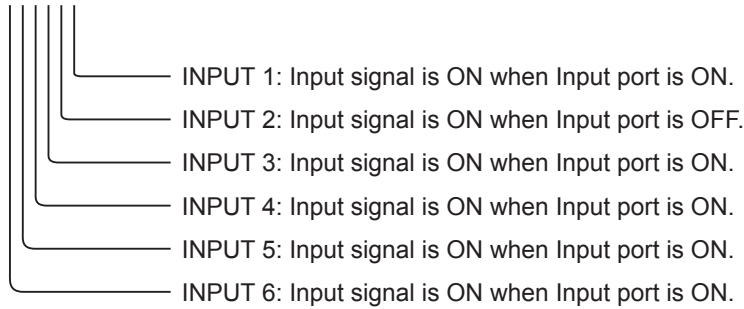 INPUT 1: Input signal is ON when Input port is ON.
INPUT 2: Input signal is ON when Input port is OFF.
INPUT 3: Input signal is ON when Input port is ON.
INPUT 4: Input signal is ON when Input port is ON.
INPUT 5: Input signal is ON when Input port is ON.
INPUT 6: Input signal is ON when Input port is ON.